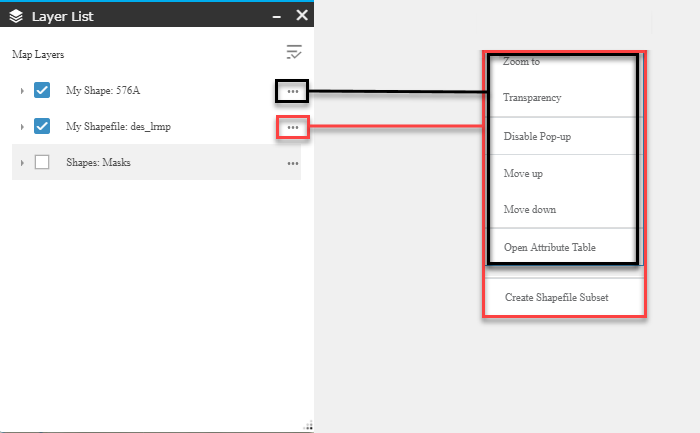 Layer List
Map Layers
My Shape: 576A
My Shapefile: des_lrmp
Shapes: Masks
Zoom to
Transparency
Disable Pop-up
Move up
Move down
Open Attribute Table
Create Shapefile Subset